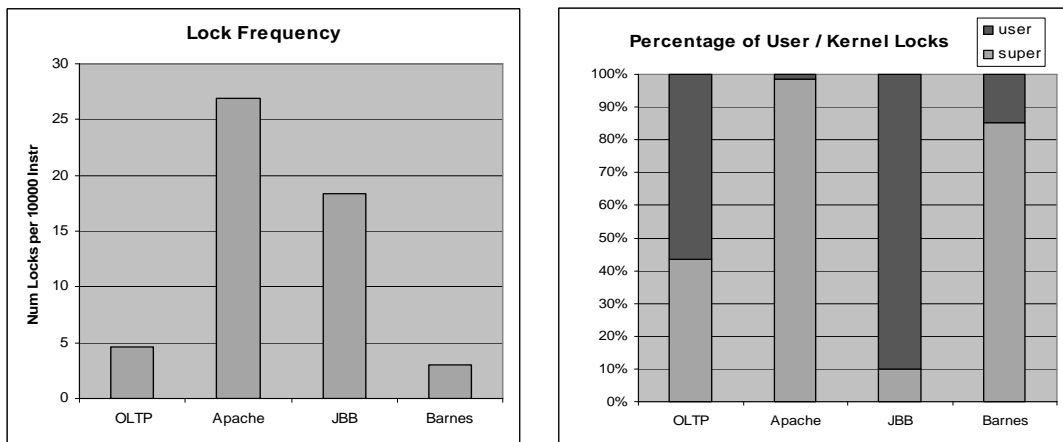 Lock Frequency
Num Locks per 10000 Instr
30
25
20
15
10
5
0
OLTP Apache JBB Barnes
Percentage of User / Kernel Locks
user
super
100%
90%
80%
70%
60%
50%
40%
30%
20%
10%
0%
OLTP Apache JBB Barnes